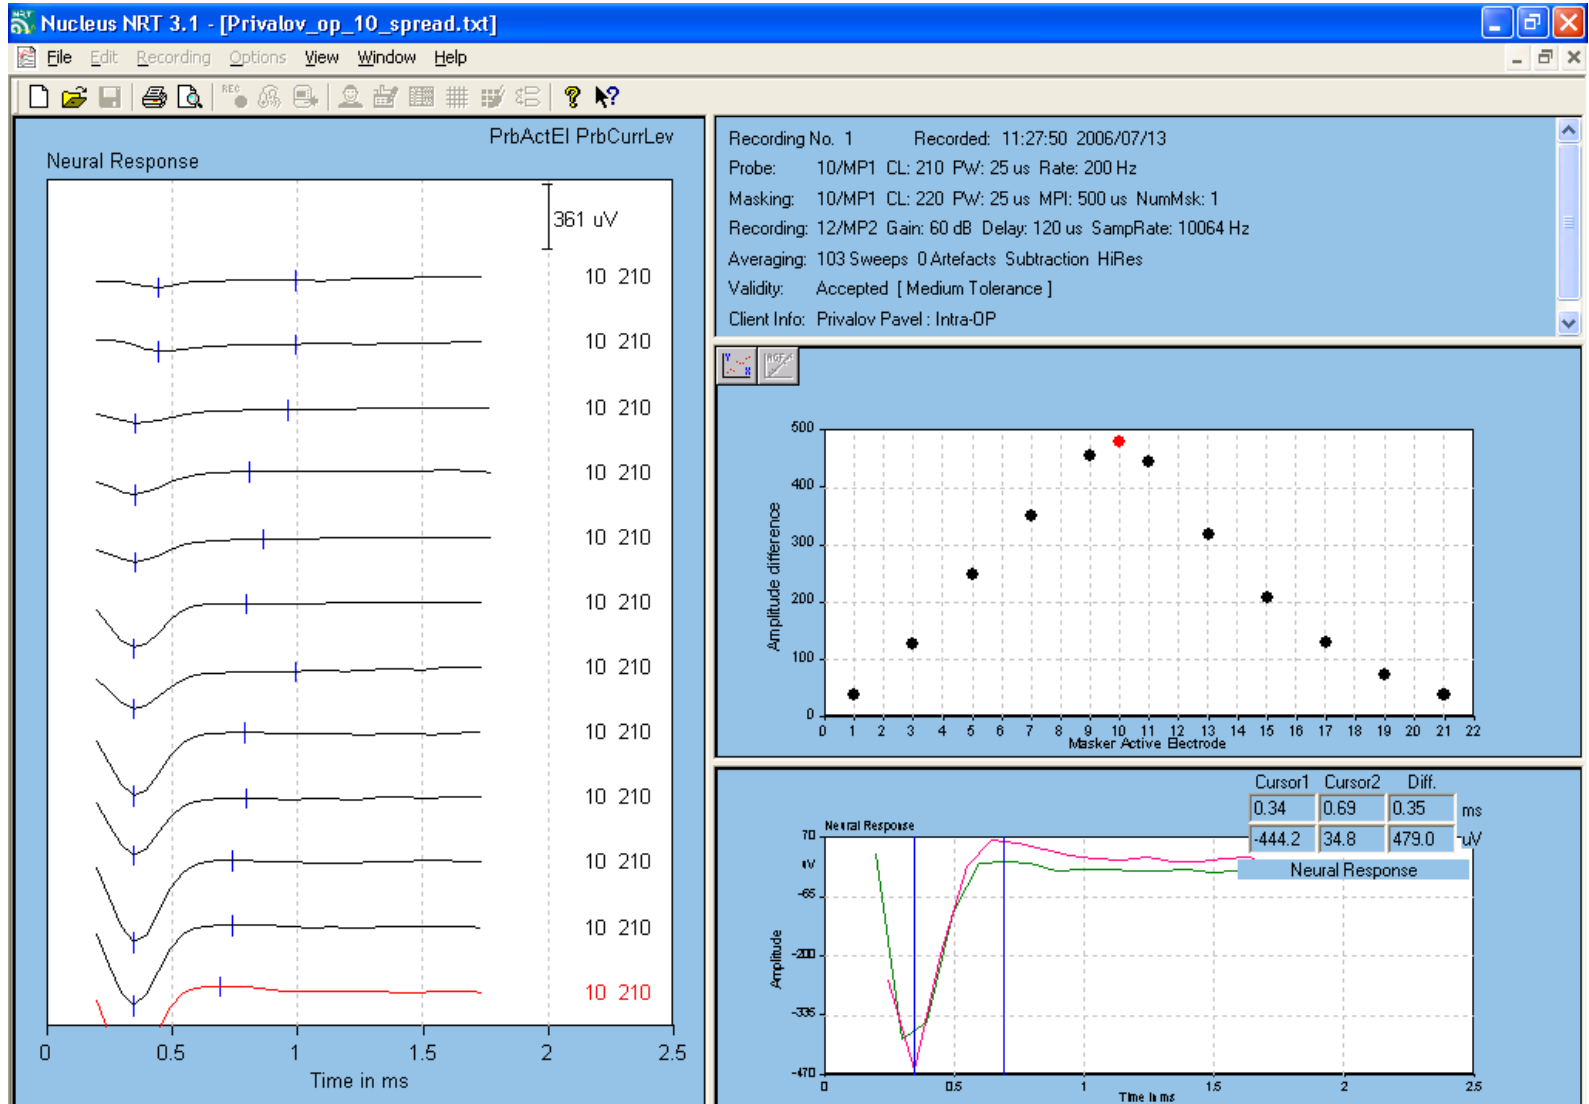 Nucleus NRT 3.1 - [Privalov_op_10_spread.txt]
File Edit Recording Options View Window Help
REC
PrbActEl PrbCurrLev
Neural Response
361 uV
10 210
10 210
10 210
10 210
10 210
10 210
10 210
10 210
10 210
10 210
10 210
10 210
0 0.5 1 1.5 2 2.5
Time in ms
Recording No. 1 Recorded: 11:27:50 2006/07/13
Probe: 10/MP1 CL: 210 PW: 25 us Rate: 200 Hz
Masking: 10/MP1 CL: 220 PW: 25 us MPI: 500 us NumMsk: 1
Recording: 12/MP2 Gain: 60 dB Delay: 120 us SampRate: 10064 Hz
Averaging: 103 Sweeps 0 Artefacts Subtraction HiRes
Validity: Accepted [ Medium Tolerance ]
Client Info: Privalov Pavel : Intra-OP
500
400
300
200
100
0
Amplitude difference
0 1 2 3 4 5 6 7 8 9 10 11 12 13 14 15 16 17 18 19 20 21 22
Masker Active Electrode
Cursor1 Cursor2 Diff.
0.34 0.69 0.35 ms
-444.2 34.8 479.0 uV
Neural Response
Neural Response
70
uV
-65
-200
-335
-470
Amplitude
0 0.5 1 1.5 2 2.5
Time in ms